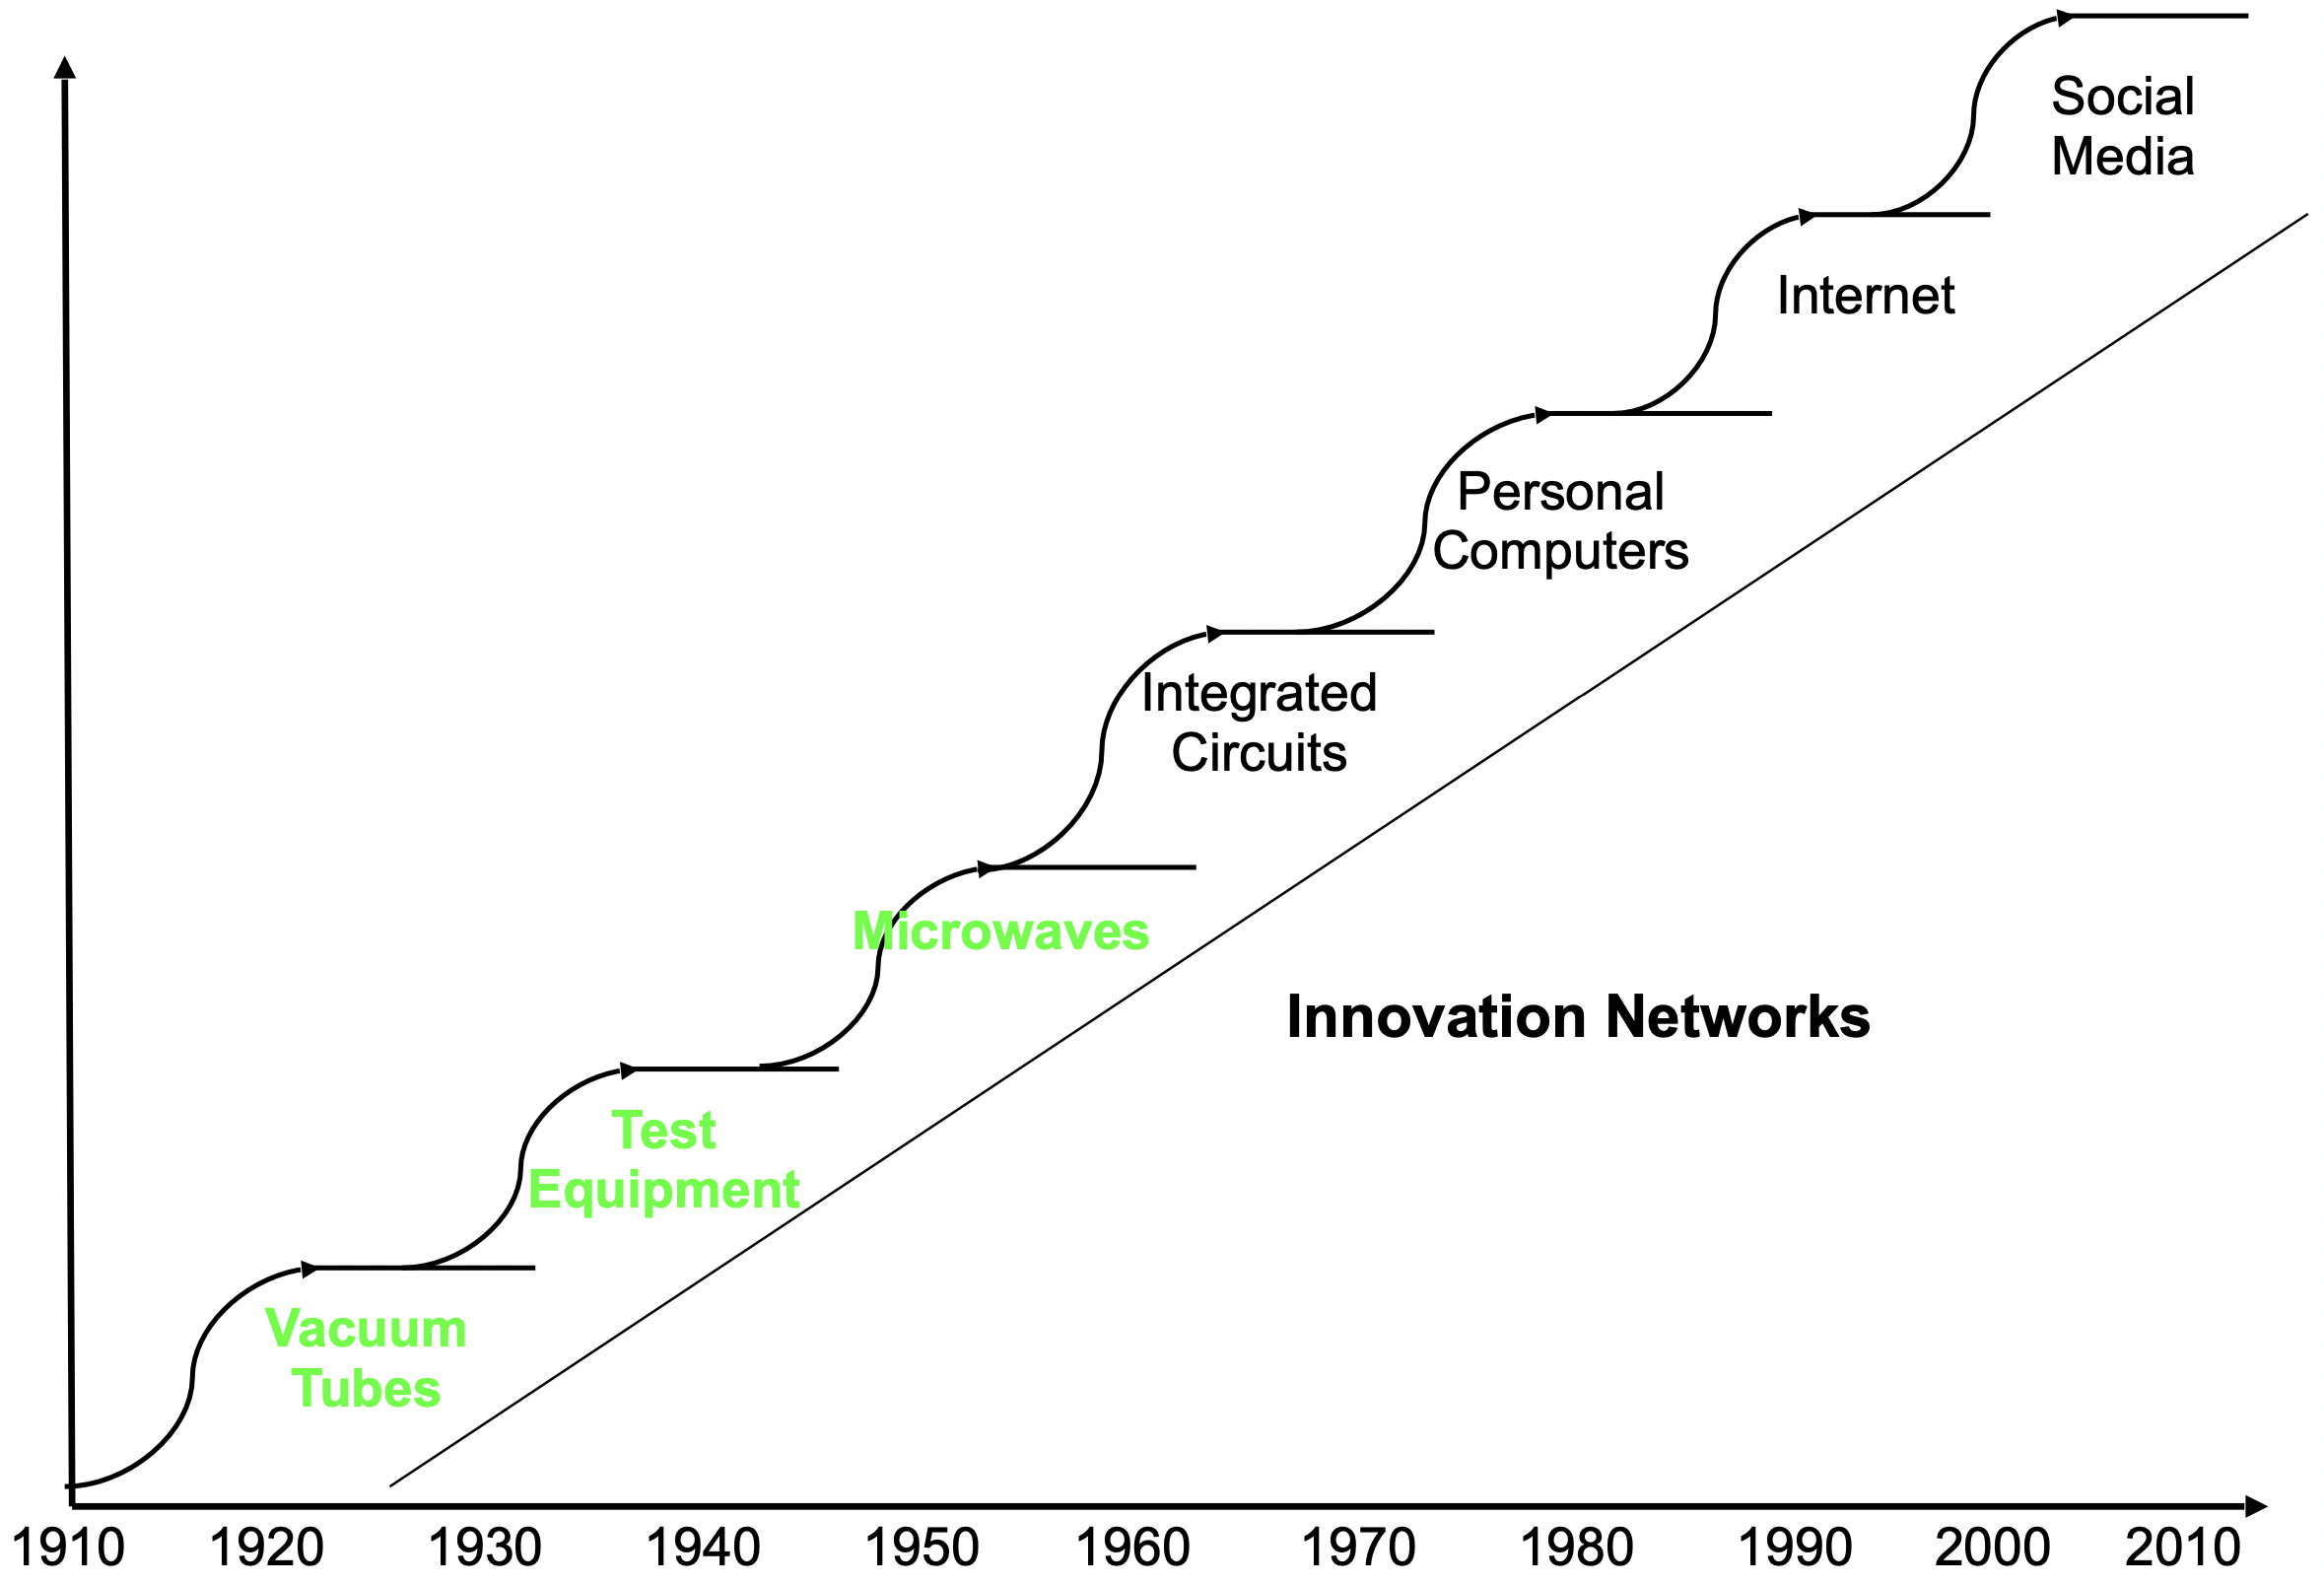 Social
Media
Internet
Personal
Computers
Integrated
Circuits
Microwaves
Innovation Networks
Test
Equipment
Vacuum
Tubes
1910 1920 1930 1940 1950 1960 1970 1980 1990 2000 2010